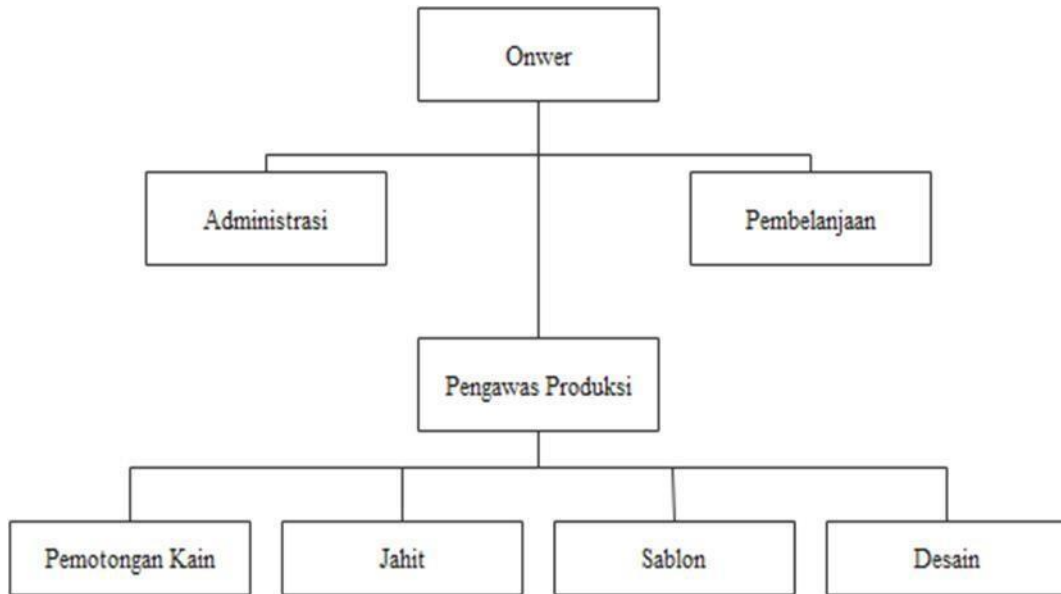 Onwer
Administrasi
Pembelanjaan
Pengawas Produksi
Pemotongan Kain
Jahit
Sablon
Desain